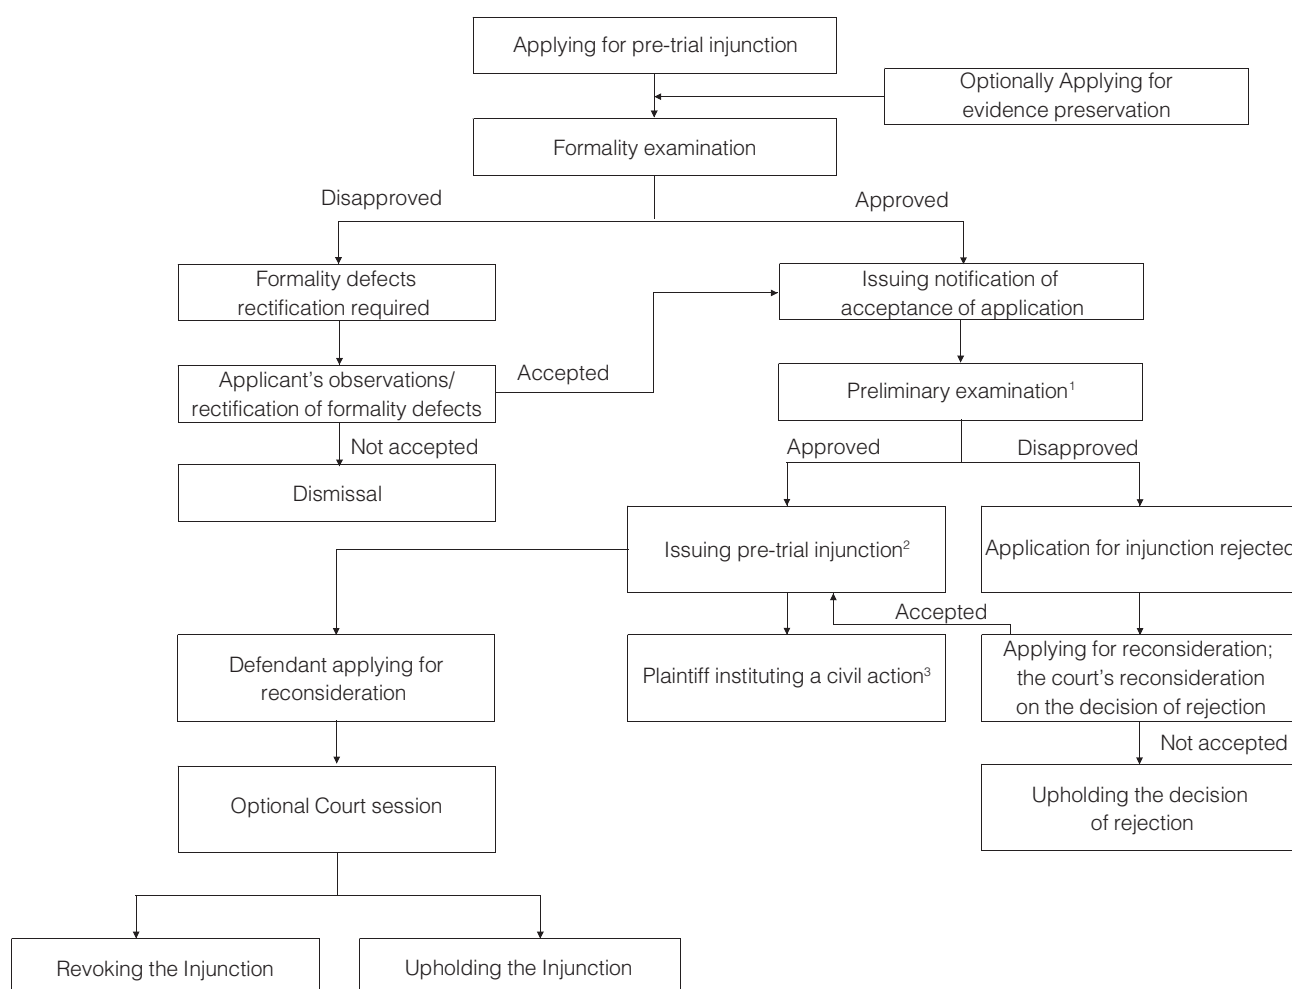 Applying for pre-trial injunction
Optionally Applying for
evidence preservation
Formality examination
Disapproved
Approved
Formality defects
rectification required
Issuing notification of
acceptance of application
Applicant’s observations/
rectification of formality defects
Accepted
Preliminary examination¹
Not accepted
Dismissal
Approved
Disapproved
Issuing pre-trial injunction²
Application for injunction rejected
Accepted
Defendant applying for
reconsideration
Plaintiff instituting a civil action³
Applying for reconsideration;
the court’s reconsideration
on the decision of rejection
Not accepted
Optional Court session
Upholding the decision
of rejection
Revoking the Injunction
Upholding the Injunction